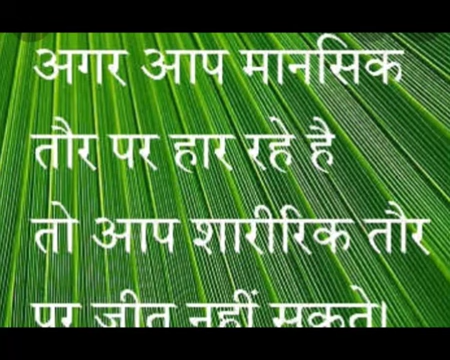 अगर आप मानसिक
तौर पर हार रहे है
तो आप शारीरिक तौर
पर जीत नहीं सकते।